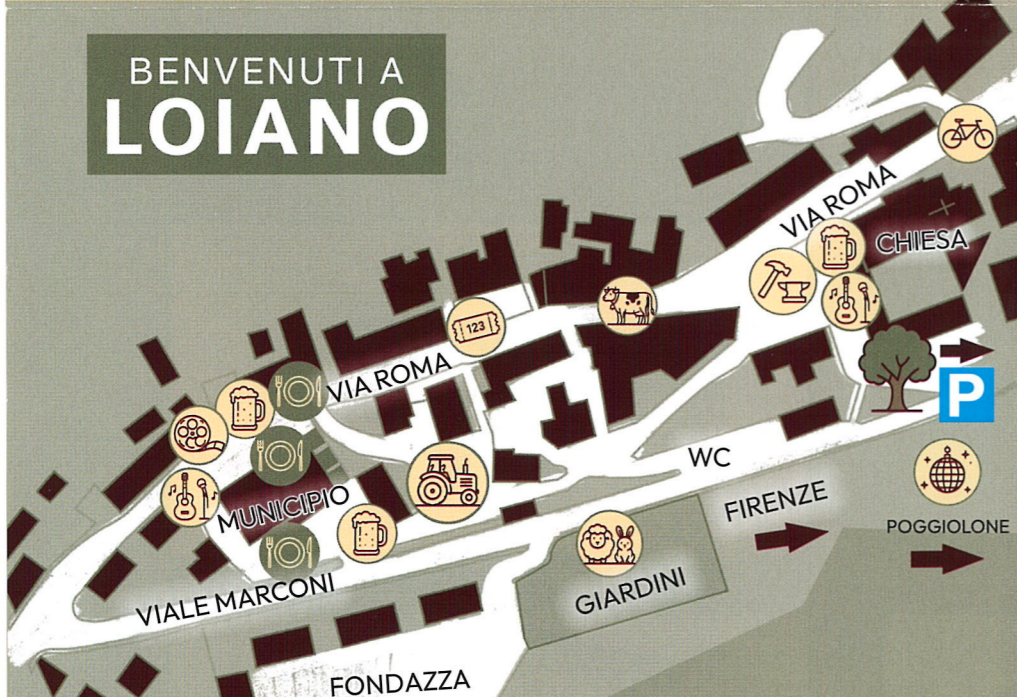 BENVENUTI A
LOIANO
VIA ROMA
CHIESA
123
VIA ROMA
P
WC
MUNICIPIO
FIRENZE
POGGIOLONE
GIARDINI
VIALE MARCONI
FONDAZZA